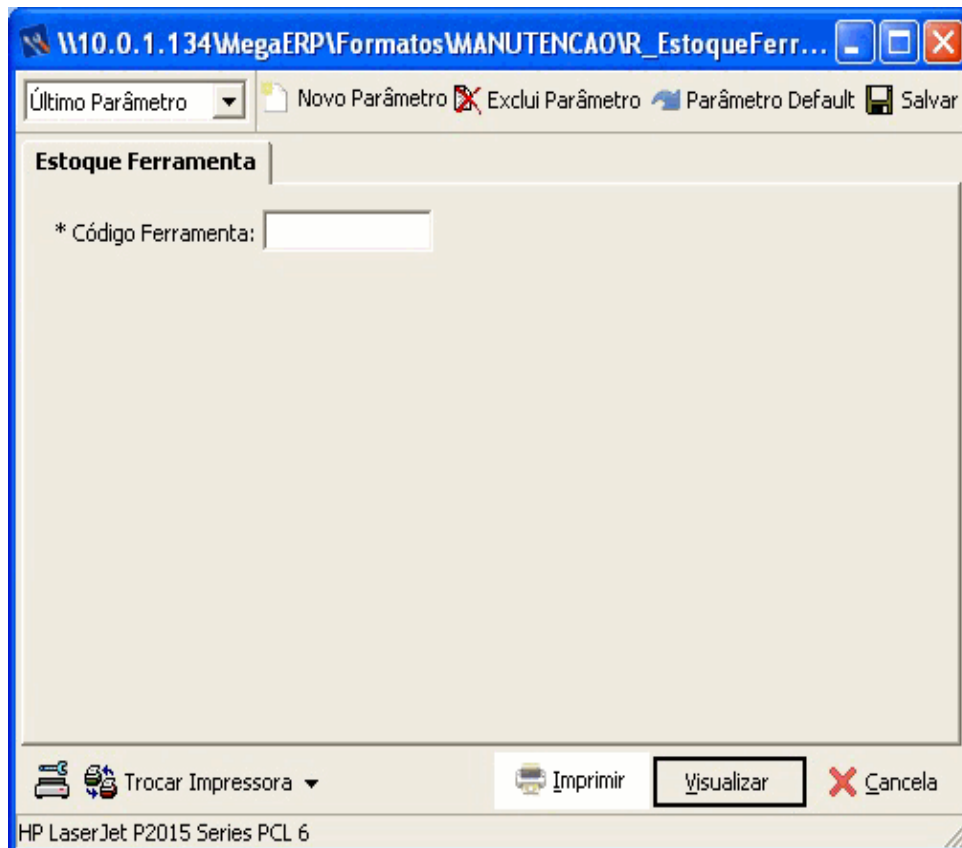 \\10.0.1.134\MegaERP\Formatos\MANUTENCAO\R_EstoqueFerr...
Último Parâmetro Novo Parâmetro Exclui Parâmetro Parâmetro Default Salvar
Estoque Ferramenta
* Código Ferramenta:
Trocar Impressora Imprimir Visualizar Cancela
HP LaserJet P2015 Series PCL 6